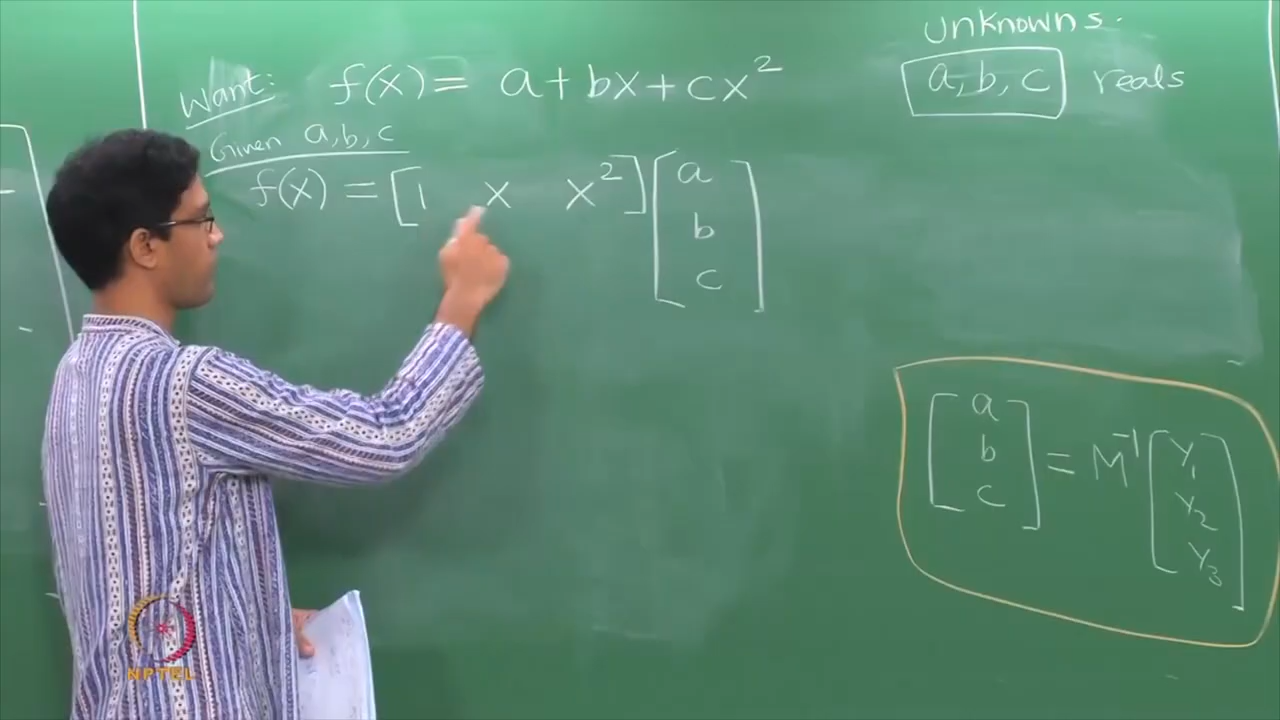 unknowns.
Want: f(x) = a + bx + cx²
a, b, c reals
Given a, b, c
f(x) = [1 x x²] [a
b
c]
[a
b
c] = M⁻¹ [y₁
y₂
y₃]
NPTEL